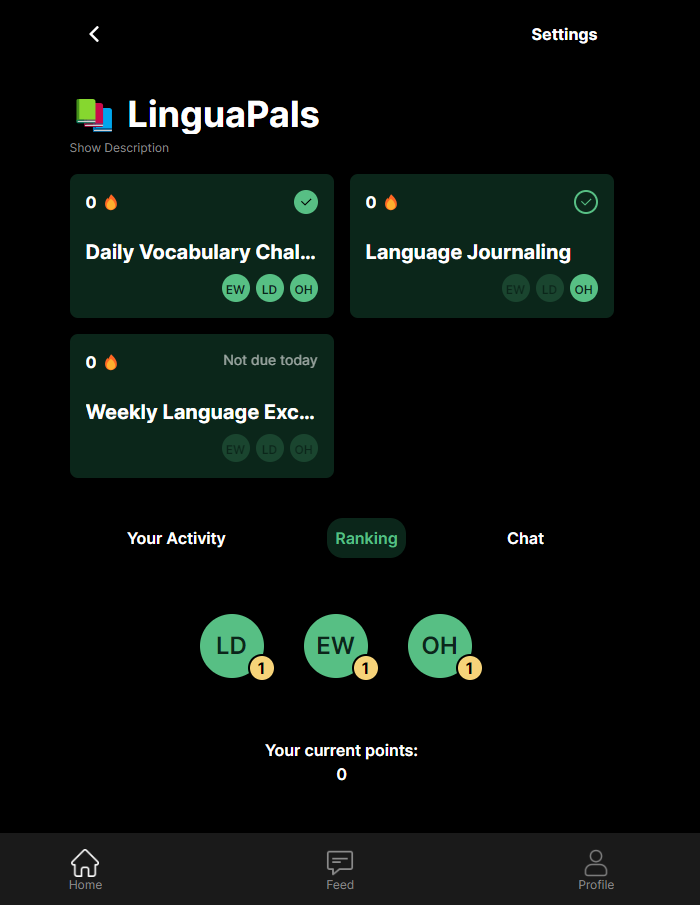 Settings
LinguaPals
Show Description
0
Daily Vocabulary Chal...
EW LD OH
0
Language Journaling
EW LD OH
0 Not due today
Weekly Language Exc...
EW LD OH
Your Activity Ranking Chat
LD EW OH
1 1 1
Your current points:
0
Home Feed Profile